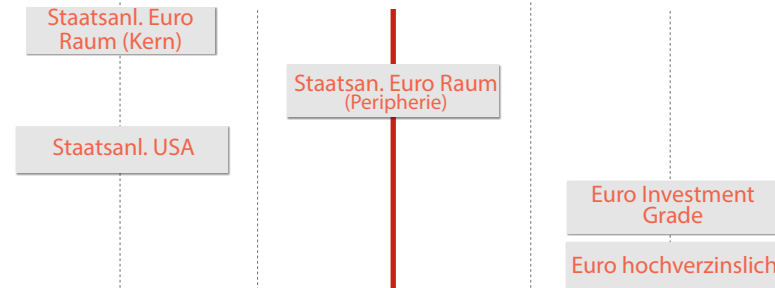 Staatsanl. Euro
Raum (Kern)
Staatsan. Euro Raum
(Peripherie)
Staatsanl. USA
Euro Investment
Grade
Euro hochverzinslich